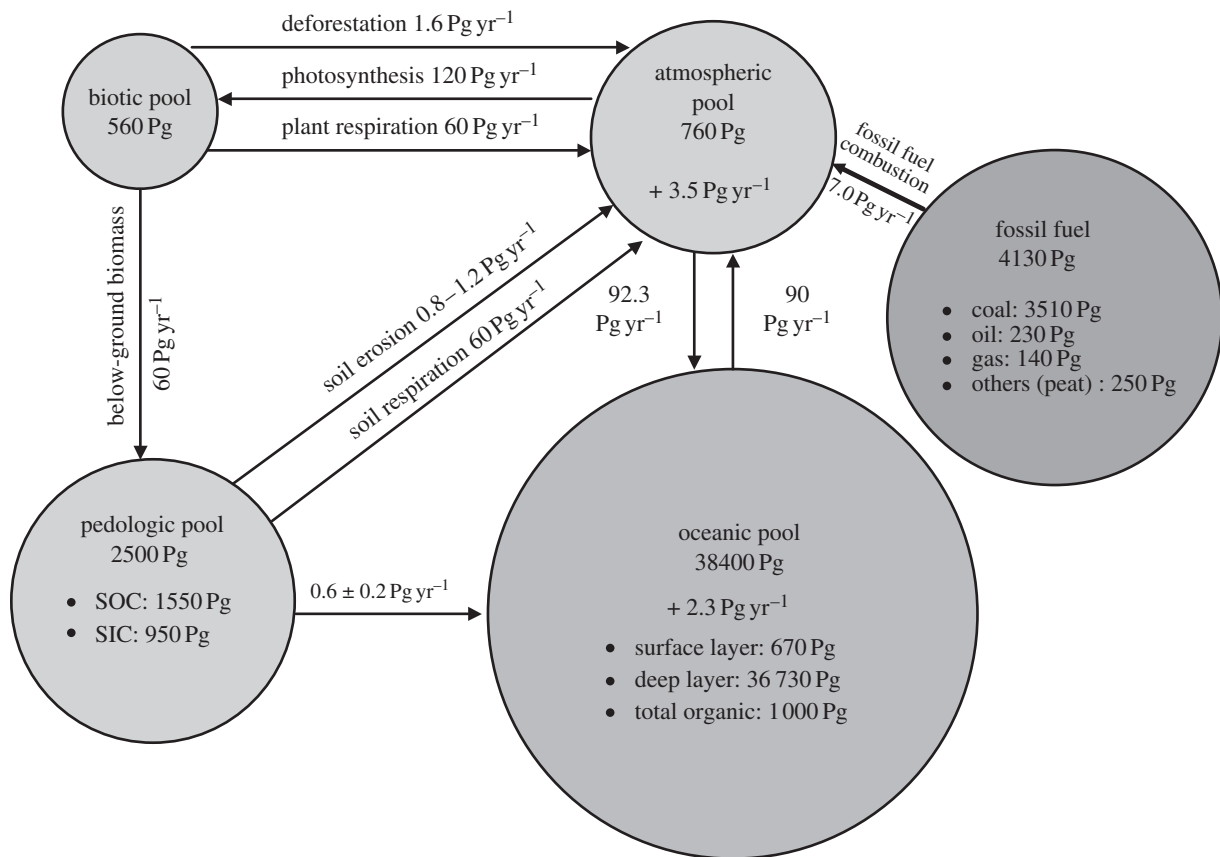 deforestation 1.6 Pg yr⁻¹
photosynthesis 120 Pg yr⁻¹
plant respiration 60 Pg yr⁻¹
biotic pool
560 Pg
atmospheric
pool
760 Pg
+ 3.5 Pg yr⁻¹
fossil fuel
combustion
7.0 Pg yr⁻¹
fossil fuel
4130 Pg
• coal: 3510 Pg
• oil: 230 Pg
• gas: 140 Pg
• others (peat) : 250 Pg
below-ground biomass
60 Pg yr⁻¹
soil erosion 0.8–1.2 Pg yr⁻¹
soil respiration 60 Pg yr⁻¹
92.3
Pg yr⁻¹
90
Pg yr⁻¹
pedologic pool
2500 Pg
• SOC: 1550 Pg
• SIC: 950 Pg
0.6 ± 0.2 Pg yr⁻¹
oceanic pool
38400 Pg
+ 2.3 Pg yr⁻¹
• surface layer: 670 Pg
• deep layer: 36 730 Pg
• total organic: 1000 Pg